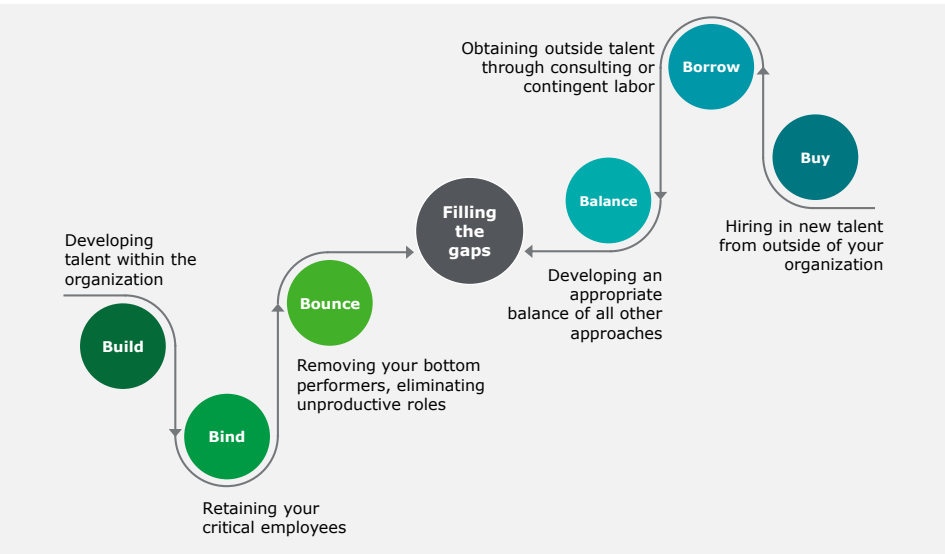 Developing
talent within the
organization
Build
Bind
Retaining your
critical employees
Bounce
Removing your bottom
performers, eliminating
unproductive roles
Filling
the
gaps
Balance
Developing an
appropriate
balance of all other
approaches
Obtaining outside talent
through consulting or
contingent labor
Borrow
Buy
Hiring in new talent
from outside of your
organization